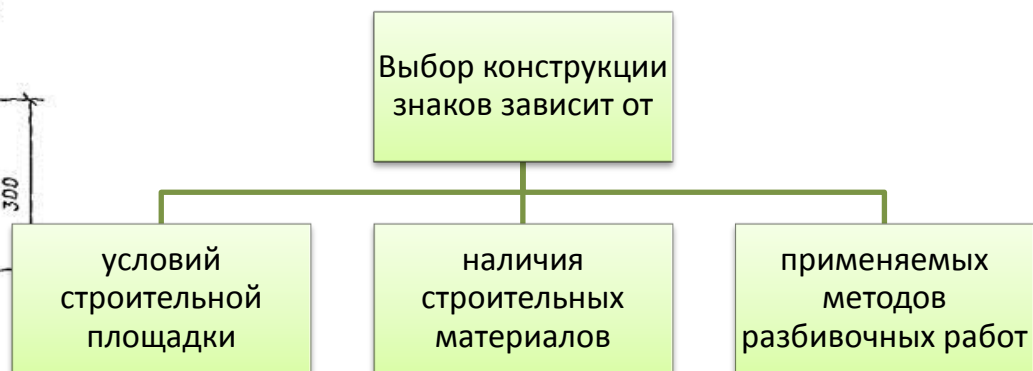 Выбор конструкции
знаков зависит от
300
условий
строительной
площадки
наличия
строительных
материалов
применяемых
методов
разбивочных работ